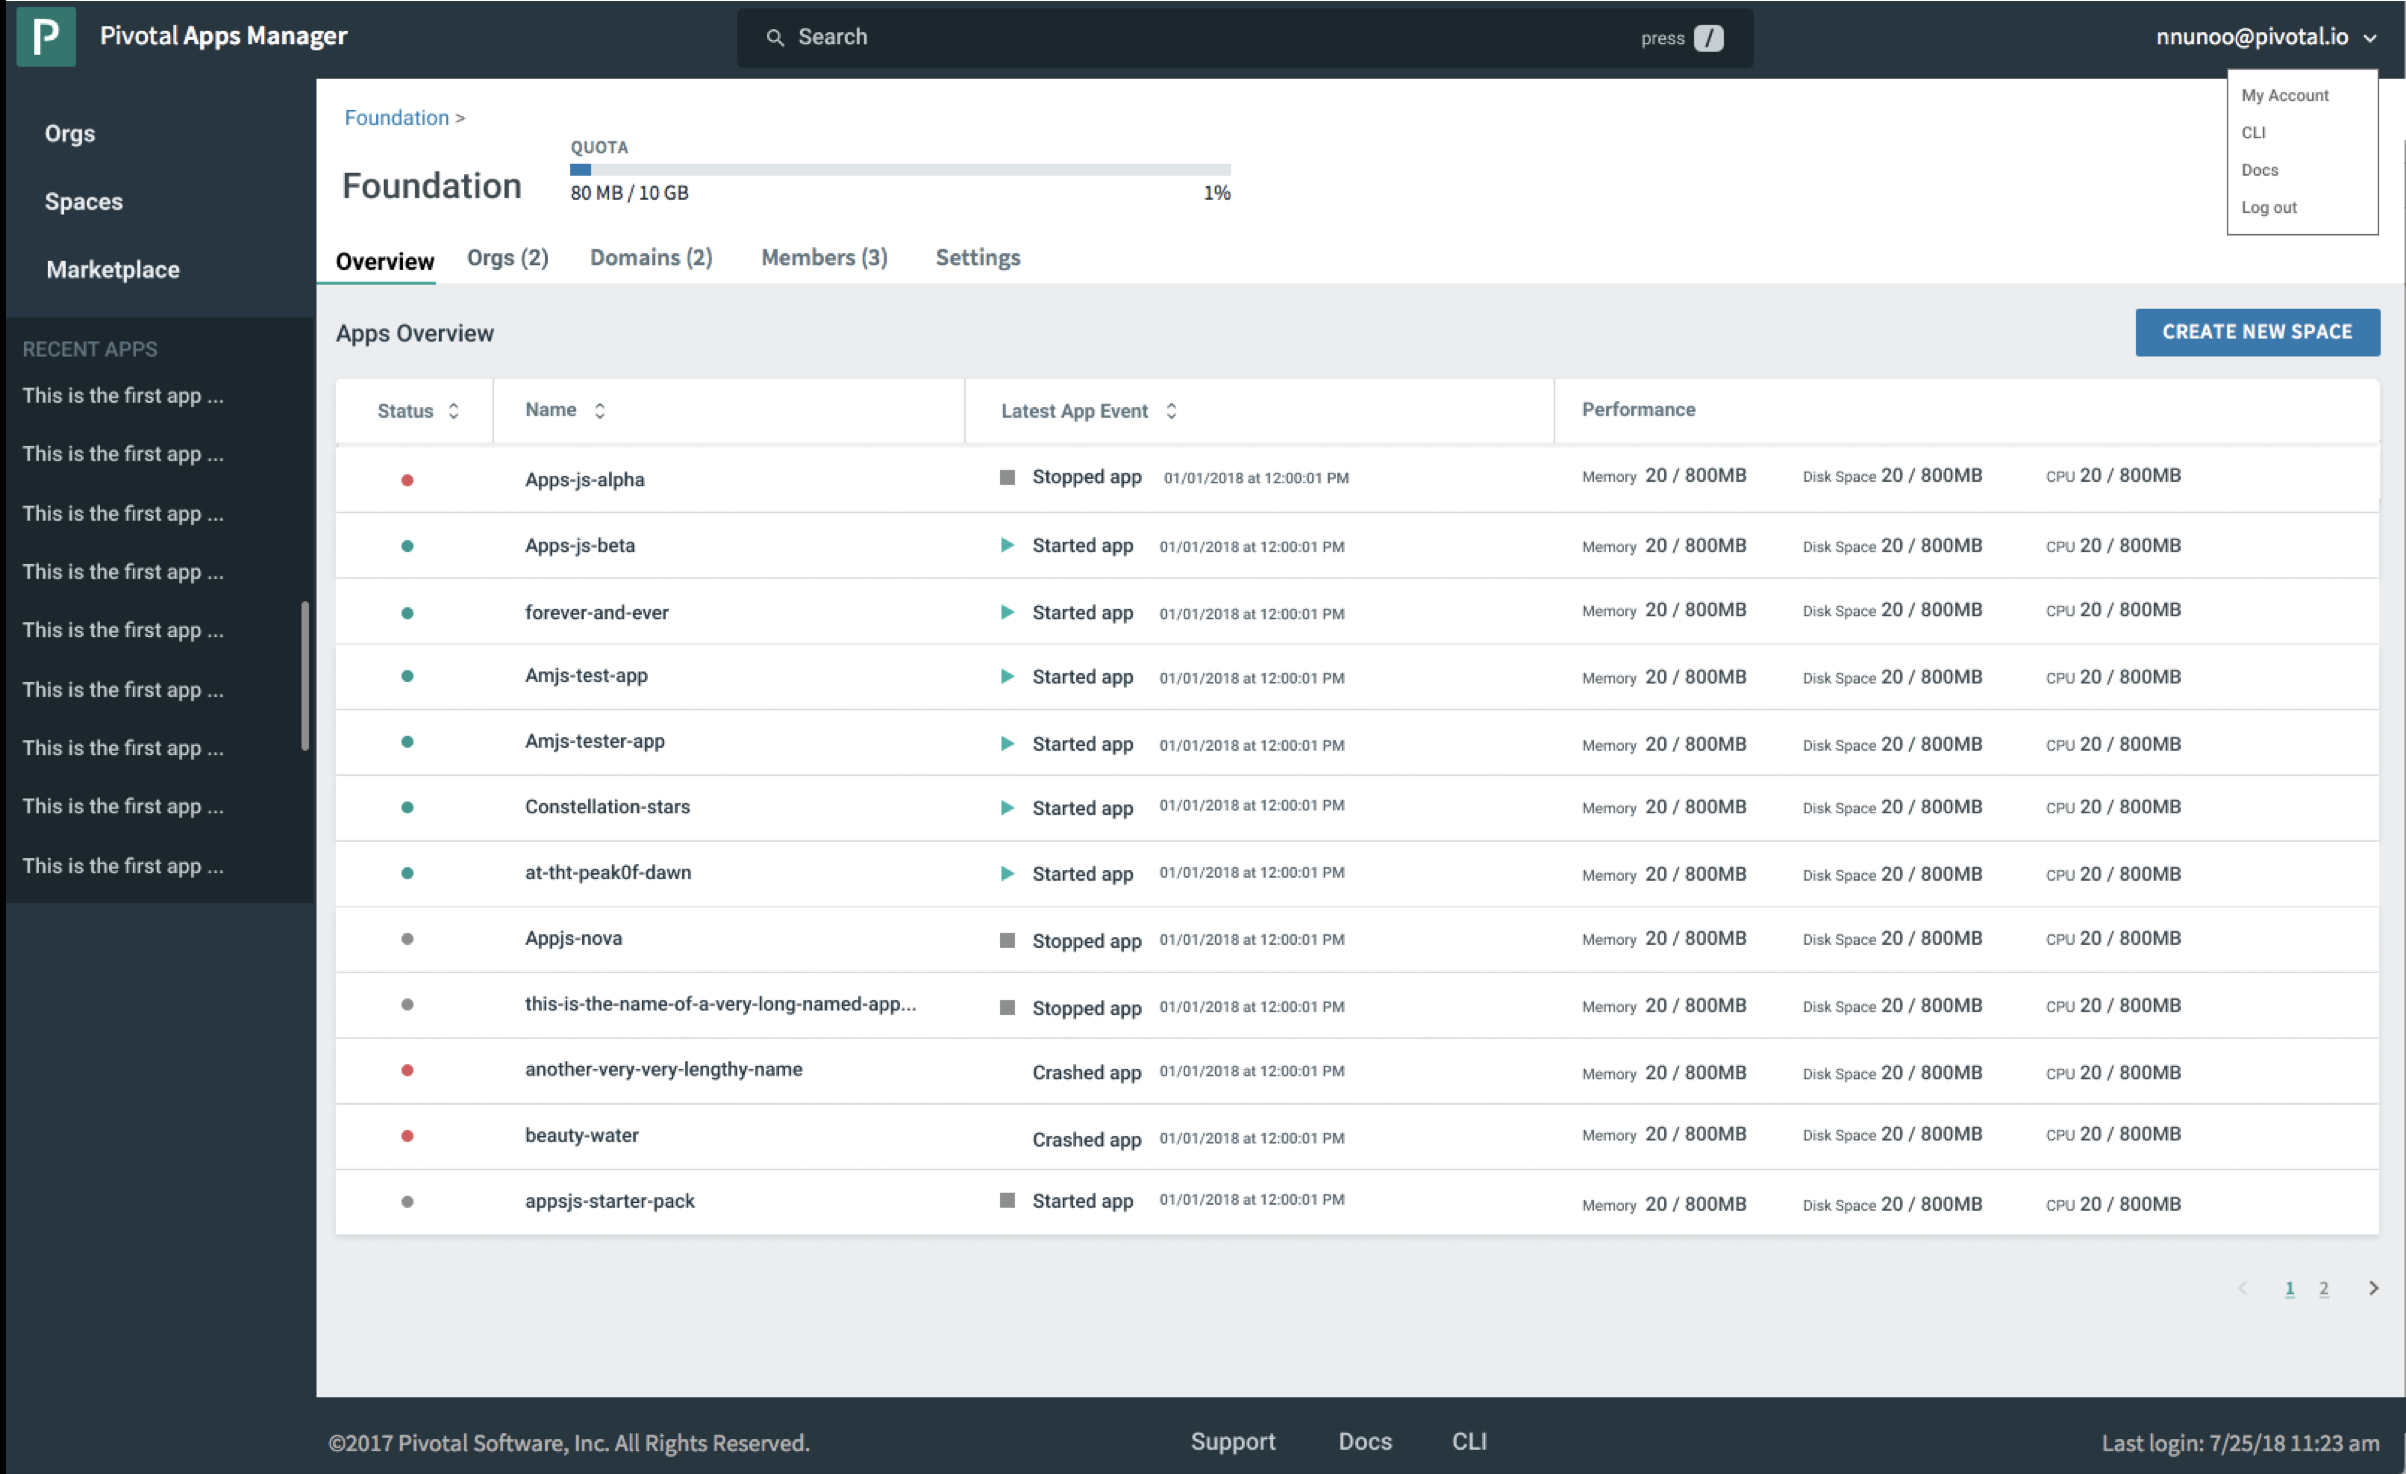 P Pivotal Apps Manager Search press / nnunoo@pivotal.io
My Account
CLI
Docs
Log out
Orgs
Spaces
Marketplace
RECENT APPS
This is the first app ...
This is the first app ...
This is the first app ...
This is the first app ...
This is the first app ...
This is the first app ...
This is the first app ...
This is the first app ...
This is the first app ...
Foundation >
Foundation
QUOTA
80 MB / 10 GB 1%
Overview Orgs (2) Domains (2) Members (3) Settings
Apps Overview CREATE NEW SPACE
Status Name Latest App Event Performance
Apps-js-alpha Stopped app 01/01/2018 at 12:00:01 PM Memory 20 / 800MB Disk Space 20 / 800MB CPU 20 / 800MB
Apps-js-beta Started app 01/01/2018 at 12:00:01 PM Memory 20 / 800MB Disk Space 20 / 800MB CPU 20 / 800MB
forever-and-ever Started app 01/01/2018 at 12:00:01 PM Memory 20 / 800MB Disk Space 20 / 800MB CPU 20 / 800MB
Amjs-test-app Started app 01/01/2018 at 12:00:01 PM Memory 20 / 800MB Disk Space 20 / 800MB CPU 20 / 800MB
Amjs-tester-app Started app 01/01/2018 at 12:00:01 PM Memory 20 / 800MB Disk Space 20 / 800MB CPU 20 / 800MB
Constellation-stars Started app 01/01/2018 at 12:00:01 PM Memory 20 / 800MB Disk Space 20 / 800MB CPU 20 / 800MB
at-tht-peak0f-dawn Started app 01/01/2018 at 12:00:01 PM Memory 20 / 800MB Disk Space 20 / 800MB CPU 20 / 800MB
Appjs-nova Stopped app 01/01/2018 at 12:00:01 PM Memory 20 / 800MB Disk Space 20 / 800MB CPU 20 / 800MB
this-is-the-name-of-a-very-long-named-app... Stopped app 01/01/2018 at 12:00:01 PM Memory 20 / 800MB Disk Space 20 / 800MB CPU 20 / 800MB
another-very-very-lengthy-name Crashed app 01/01/2018 at 12:00:01 PM Memory 20 / 800MB Disk Space 20 / 800MB CPU 20 / 800MB
beauty-water Crashed app 01/01/2018 at 12:00:01 PM Memory 20 / 800MB Disk Space 20 / 800MB CPU 20 / 800MB
appsjs-starter-pack Started app 01/01/2018 at 12:00:01 PM Memory 20 / 800MB Disk Space 20 / 800MB CPU 20 / 800MB
< 1 2 >
©2017 Pivotal Software, Inc. All Rights Reserved. Support Docs CLI Last login: 7/25/18 11:23 am